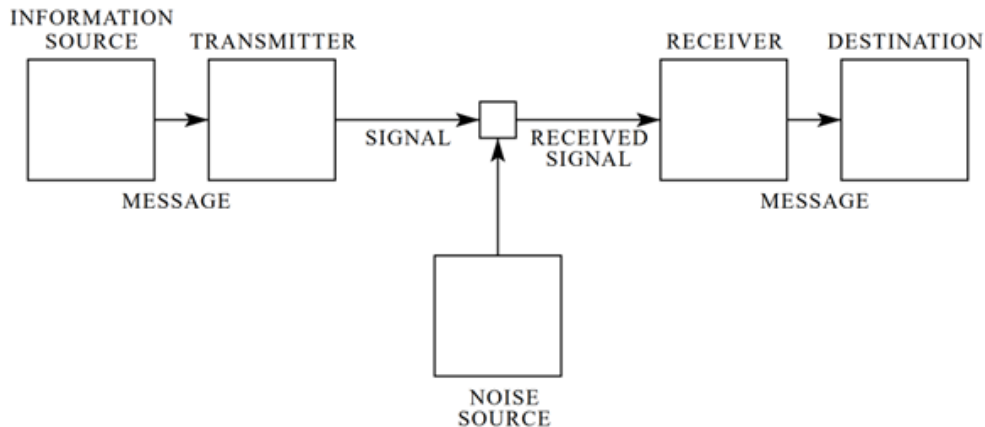 INFORMATION
SOURCE
TRANSMITTER
RECEIVER
DESTINATION
SIGNAL
RECEIVED
SIGNAL
MESSAGE
MESSAGE
NOISE
SOURCE